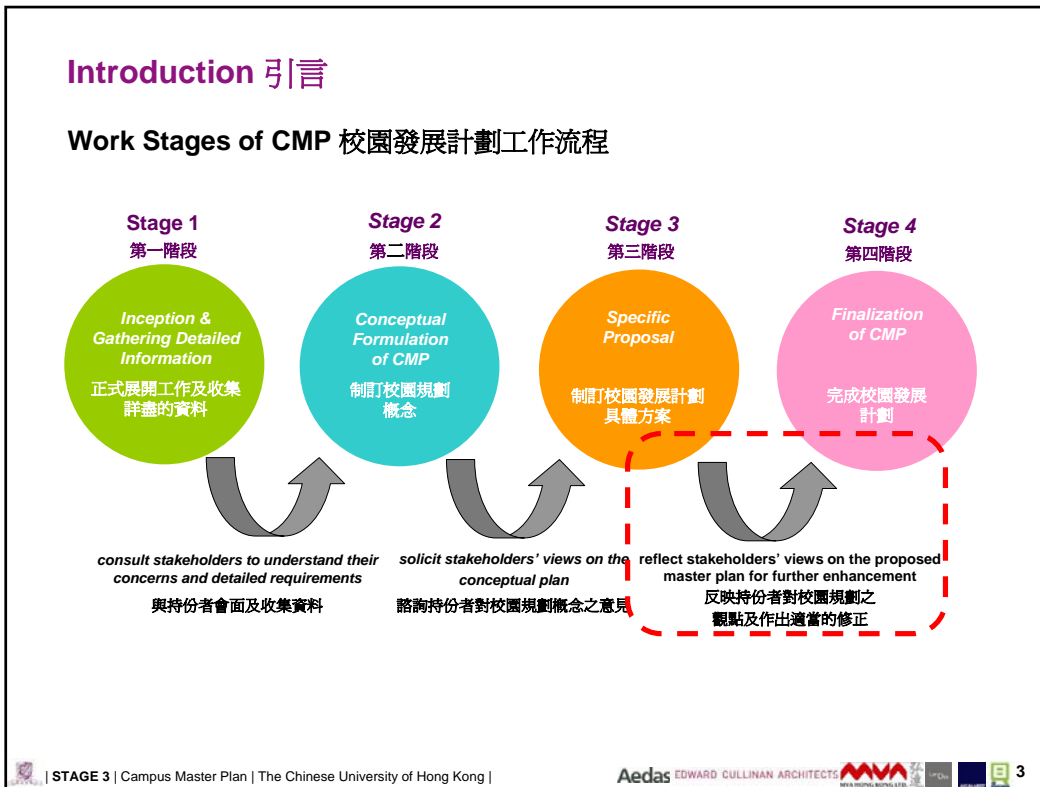 Introduction 引言
Work Stages of CMP 校園發展計劃工作流程
Stage 1
第一階段
Stage 2
第二階段
Stage 3
第三階段
Stage 4
第四階段
Inception &
Gathering Detailed
Information
正式展開工作及收集
詳盡的資料
Conceptual
Formulation
of CMP
制訂校園規劃
概念
Specific
Proposal
制訂校園發展計劃
具體方案
Finalization
of CMP
完成校園發展
計劃
consult stakeholders to understand their
concerns and detailed requirements
與持份者會面及收集資料
solicit stakeholders' views on the
conceptual plan
諮詢持份者對校園規劃概念之意見
reflect stakeholders' views on the proposed
master plan for further enhancement
反映持份者對校園規劃之
觀點及作出適當的修正
| STAGE 3 | Campus Master Plan | The Chinese University of Hong Kong |
Aedas EDWARD CULLINAN ARCHITECTS MVA
MVA HONG KONG LTD.
3